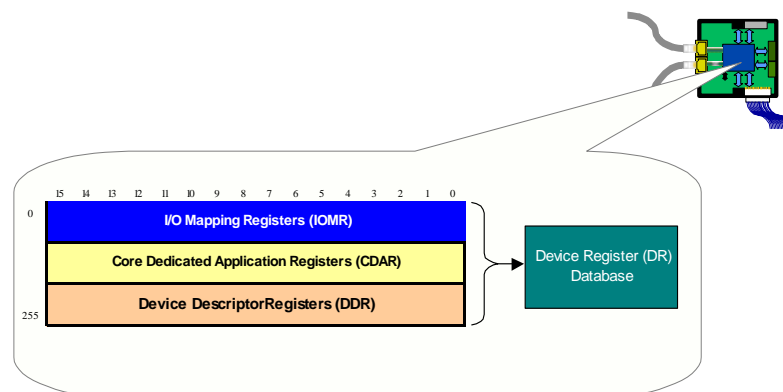 15 14 13 12 11 10 9 8 7 6 5 4 3 2 1 0
0
I/O Mapping Registers (IOMR)
Core Dedicated Application Registers (CDAR)
Device DescriptorRegisters (DDR)
255
Device Register (DR)
Database